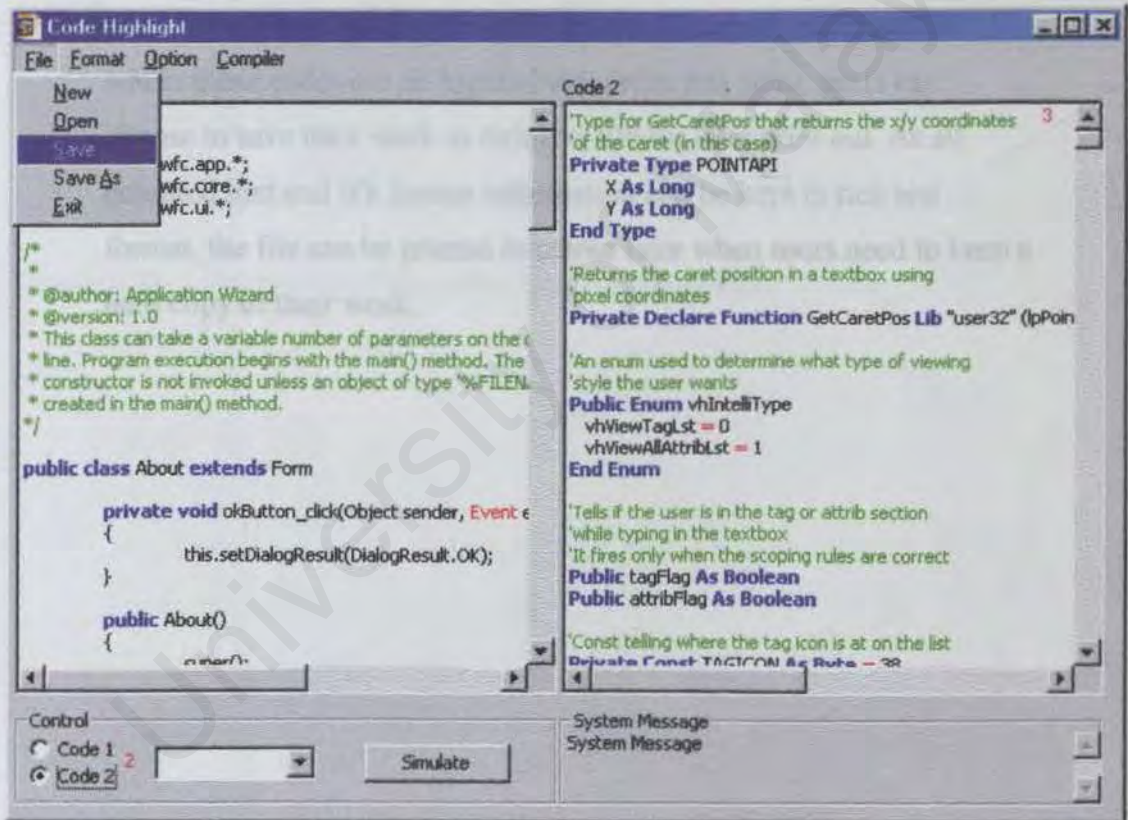 Code Highlight
File Format Option Compiler
New
Open
Save
Save As
Exit
wfc.app.*;
wfc.core.*;
wfc.ui.*;
/*
*
* @author: Application Wizard
* @version: 1.0
* This class can take a variable number of parameters on the
* line. Program execution begins with the main() method. The
* constructor is not invoked unless an object of type '%FILEN
* created in the main() method.
*/
public class About extends Form
private void okButton_click(Object sender, Event e
{
this.setDialogResult(DialogResult.OK);
}
public About()
{
super();
Code 2
'Type for GetCaretPos that returns the x/y coordinates 3
'of the caret (in this case)
Private Type POINTAPI
X As Long
Y As Long
End Type
'Returns the caret position in a textbox using
'pixel coordinates
Private Declare Function GetCaretPos Lib "user32" (lpPoin
'An enum used to determine what type of viewing
'style the user wants
Public Enum vhIntelliType
vhViewTagLst = 0
vhViewAllAttribLst = 1
End Enum
'Tells if the user is in the tag or attrib section
'while typing in the textbox
'It fires only when the scoping rules are correct
Public tagFlag As Boolean
Public attribFlag As Boolean
'Const telling where the tag icon is at on the list
Private Const TAGICON As Byte = 38
Control
Code 1
2
Code 2
Simulate
System Message
System Message
University